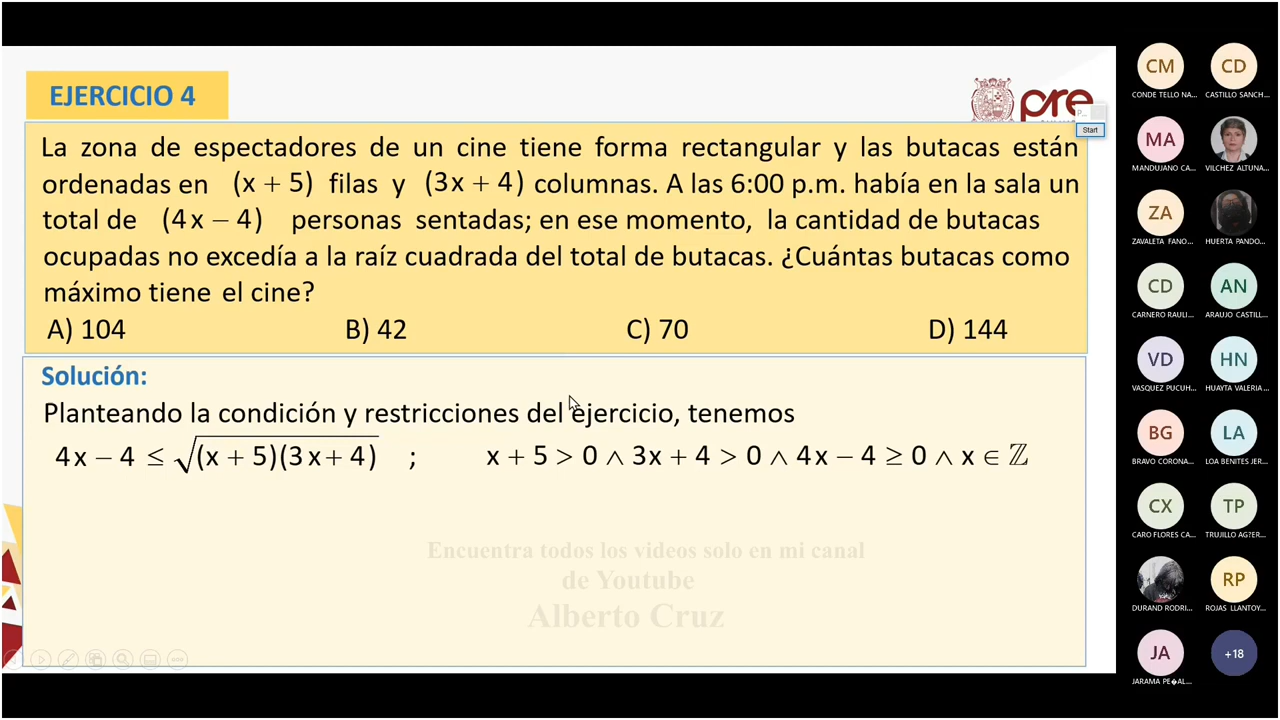 EJERCICIO 4
pre
P...
Start
La zona de espectadores de un cine tiene forma rectangular y las butacas están
ordenadas en (x + 5) filas y (3x + 4) columnas. A las 6:00 p.m. había en la sala un
total de (4x − 4) personas sentadas; en ese momento, la cantidad de butacas
ocupadas no excedía a la raíz cuadrada del total de butacas. ¿Cuántas butacas como
máximo tiene el cine?
A) 104 B) 42 C) 70 D) 144
Solución:
Planteando la condición y restricciones del ejercicio, tenemos
4x − 4 ≤ √(x + 5)(3x + 4) ; x + 5 > 0 ∧ 3x + 4 > 0 ∧ 4x − 4 ≥ 0 ∧ x ∈ ℤ
Encuentra todos los videos solo en mi canal
de Youtube
Alberto Cruz
CM CD
CONDE TELLO NA... CASTILLO SANCH...
MA
MANDUJANO CA... VILCHEZ ALTUNA...
ZA
ZAVALETA FANO... HUERTA PANDO...
CD AN
CARNERO RAULI... ARAUJO CASTILL...
VD HN
VASQUEZ PUCUH... HUAYTA VALERIA...
BG LA
BRAVO CORONA... LOA BENITES JER...
CX TP
CARO FLORES CA... TRUJILLO AG?ER...
RP
DURAND RODRI... ROJAS LLANTOY...
JA +18
JARAMA PE�AL...